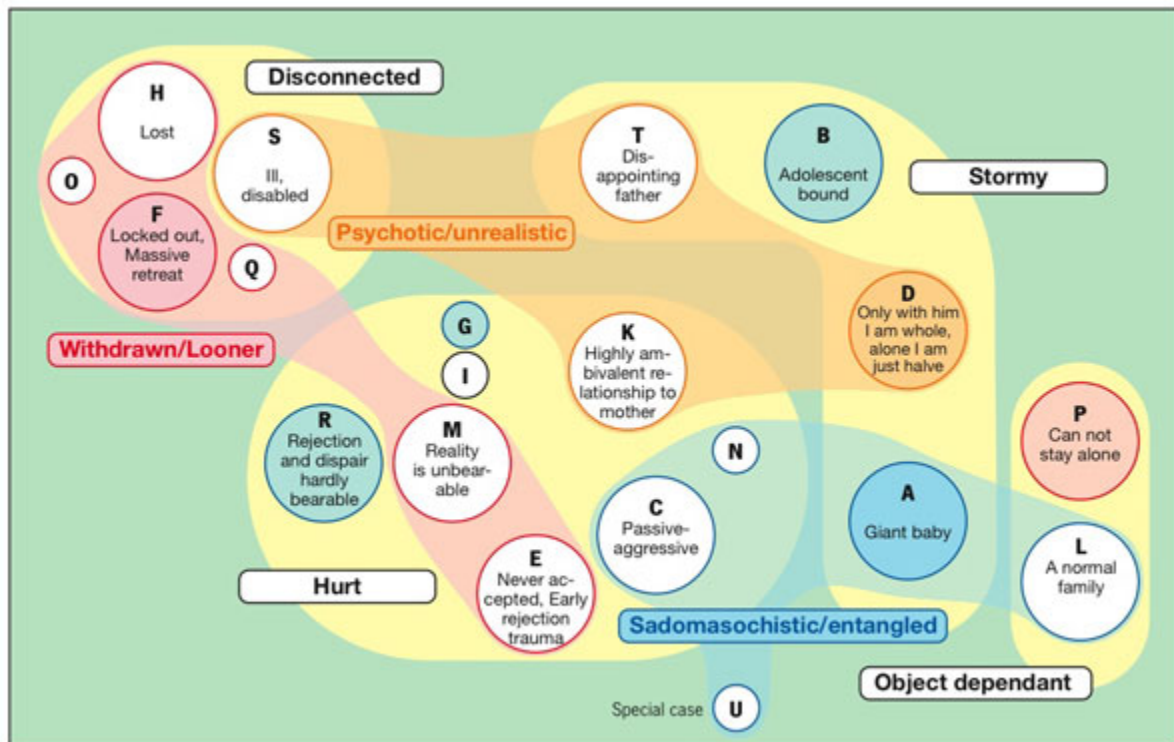 Disconnected
H
Lost
S
Ill,
disabled
O
F
Locked out,
Massive
retreat
Q
Psychotic/unrealistic
T
Dis-
appointing
father
B
Adolescent
bound
Stormy
D
Only with him
I am whole,
alone I am
just halve
Withdrawn/Looner
G
I
K
Highly am-
bivalent re-
lationship to
mother
R
Rejection
and dispair
hardly
bearable
M
Reality
is unbear-
able
N
P
Can not
stay alone
C
Passive-
aggressive
A
Giant baby
L
A normal
family
E
Never ac-
cepted, Early
rejection
trauma
Hurt
Sadomasochistic/entangled
Object dependant
Special case
U